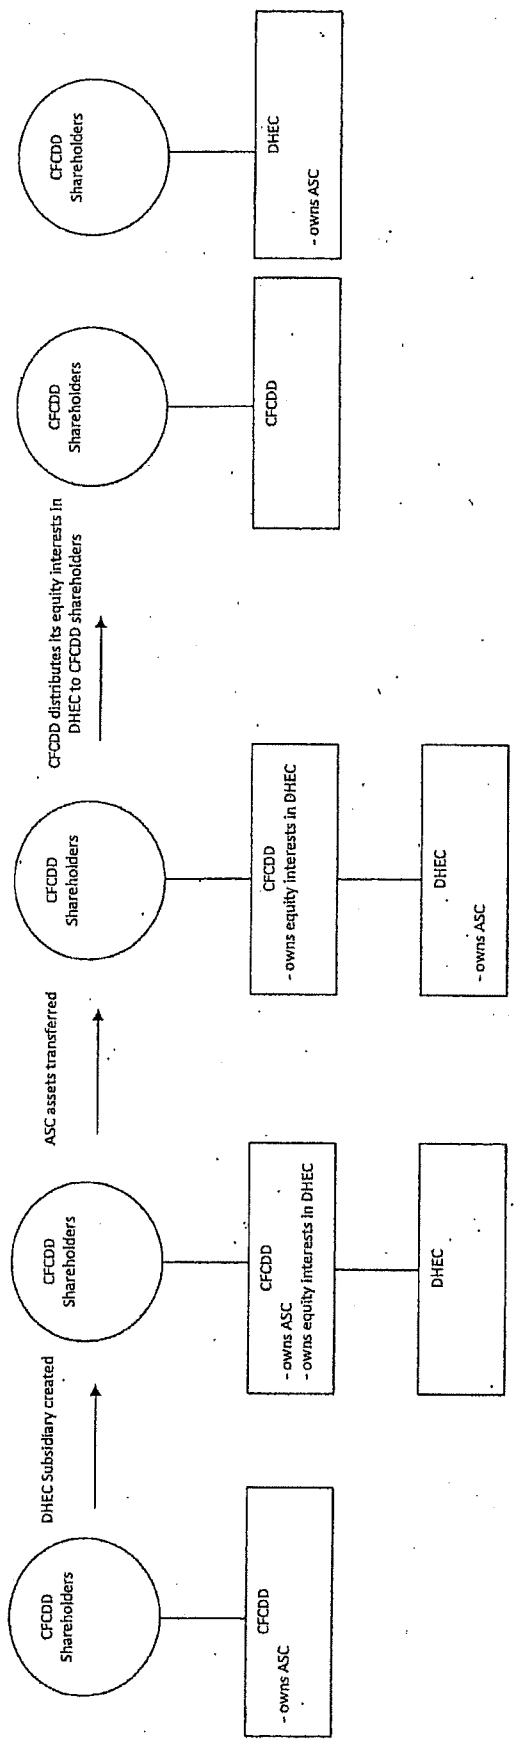 CFCDD
Shareholders
CFCDD
- owns ASC
DHEC Subsidiary created
CFCDD
Shareholders
CFCDD
- owns ASC
- owns equity interests in DHEC
DHEC
ASC assets transferred
CFCDD
Shareholders
CFCDD
- owns equity interests in DHEC
DHEC
- owns ASC
CFCDD distributes its equity interests in
DHEC to CFCDD shareholders
CFCDD
Shareholders
CFCDD
CFCDD
Shareholders
DHEC
- owns ASC